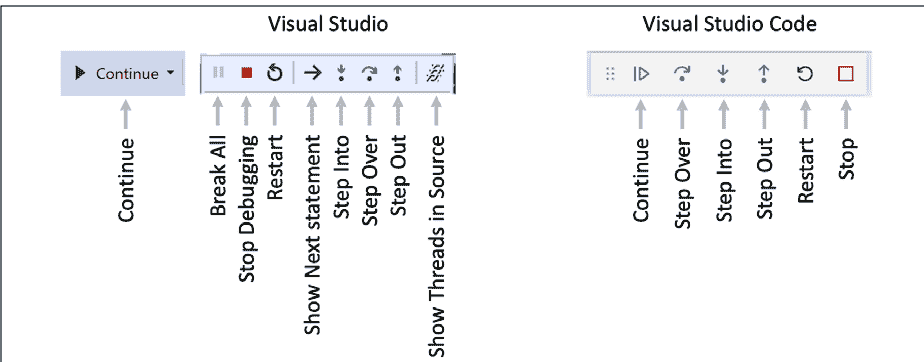 Visual Studio
Visual Studio Code
Continue
Continue
Break All
Stop Debugging
Restart
Show Next statement
Step Into
Step Over
Step Out
Show Threads in Source
Continue
Step Over
Step Into
Step Out
Restart
Stop